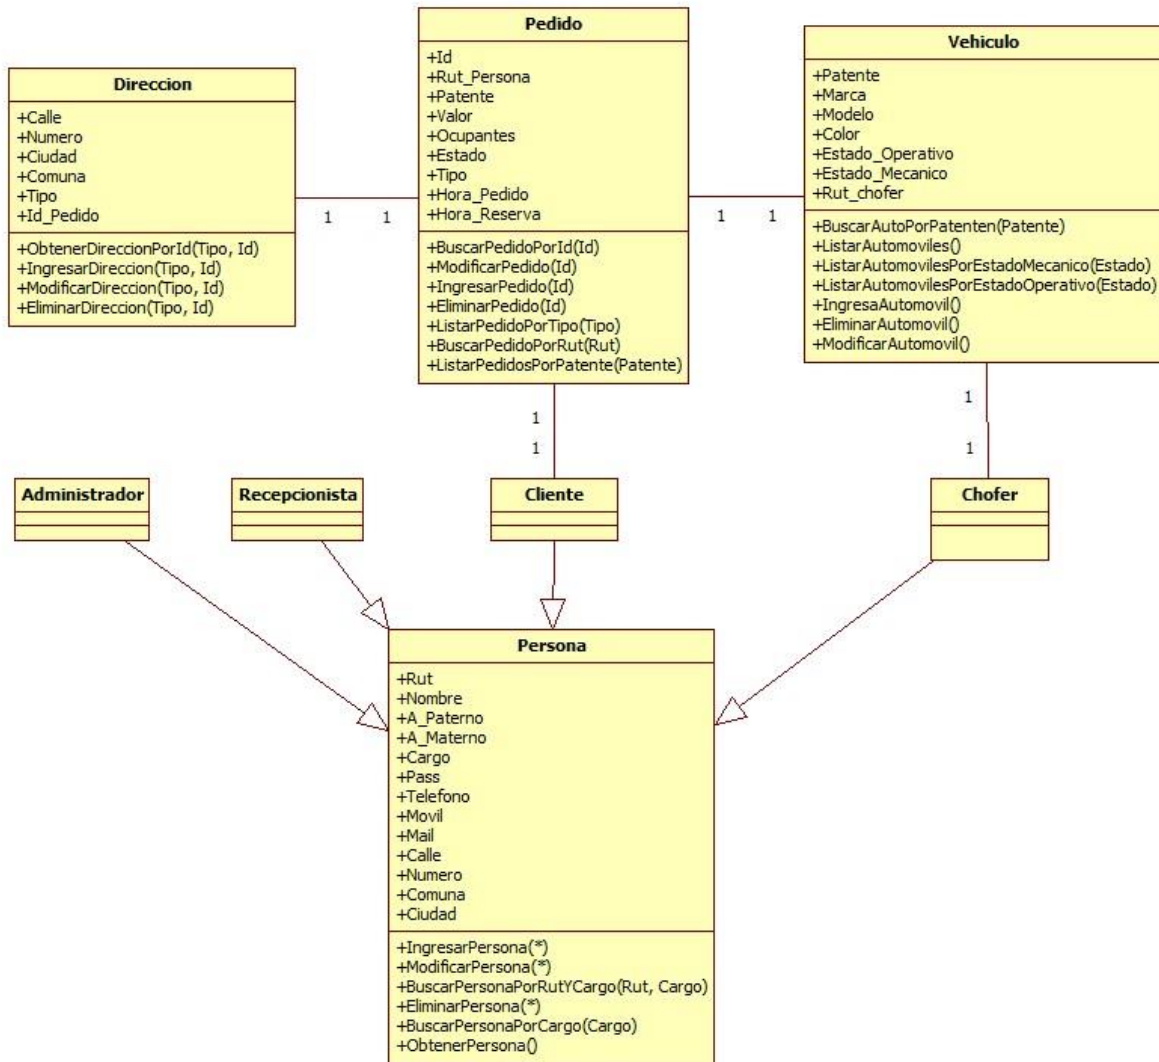 Direccion
+Calle
+Numero
+Ciudad
+Comuna
+Tipo
+Id_Pedido
+ObtenerDireccionPorId(Tipo, Id)
+IngresarDireccion(Tipo, Id)
+ModificarDireccion(Tipo, Id)
+EliminarDireccion(Tipo, Id)
1
1
Pedido
+Id
+Rut_Persona
+Patente
+Valor
+Ocupantes
+Estado
+Tipo
+Hora_Pedido
+Hora_Reserva
+BuscarPedidoPorId(Id)
+ModificarPedido(Id)
+IngresarPedido(Id)
+EliminarPedido(Id)
+ListarPedidoPorTipo(Tipo)
+BuscarPedidoPorRut(Rut)
+ListarPedidosPorPatente(Patente)
1
1
Vehiculo
+Patente
+Marca
+Modelo
+Color
+Estado_Operativo
+Estado_Mecanico
+Rut_chofer
+BuscarAutoPorPatenten(Patente)
+ListarAutomoviles()
+ListarAutomovilesPorEstadoMecanico(Estado)
+ListarAutomovilesPorEstadoOperativo(Estado)
+IngresaAutomovil()
+EliminarAutomovil()
+ModificarAutomovil()
1
1
1
1
Administrador
Recepcionista
Cliente
Chofer
Persona
+Rut
+Nombre
+A_Paterno
+A_Materno
+Cargo
+Pass
+Telefono
+Movil
+Mail
+Calle
+Numero
+Comuna
+Ciudad
+IngresarPersona(*)
+ModificarPersona(*)
+BuscarPersonaPorRutYCargo(Rut, Cargo)
+EliminarPersona(*)
+BuscarPersonaPorCargo(Cargo)
+ObtenerPersona()